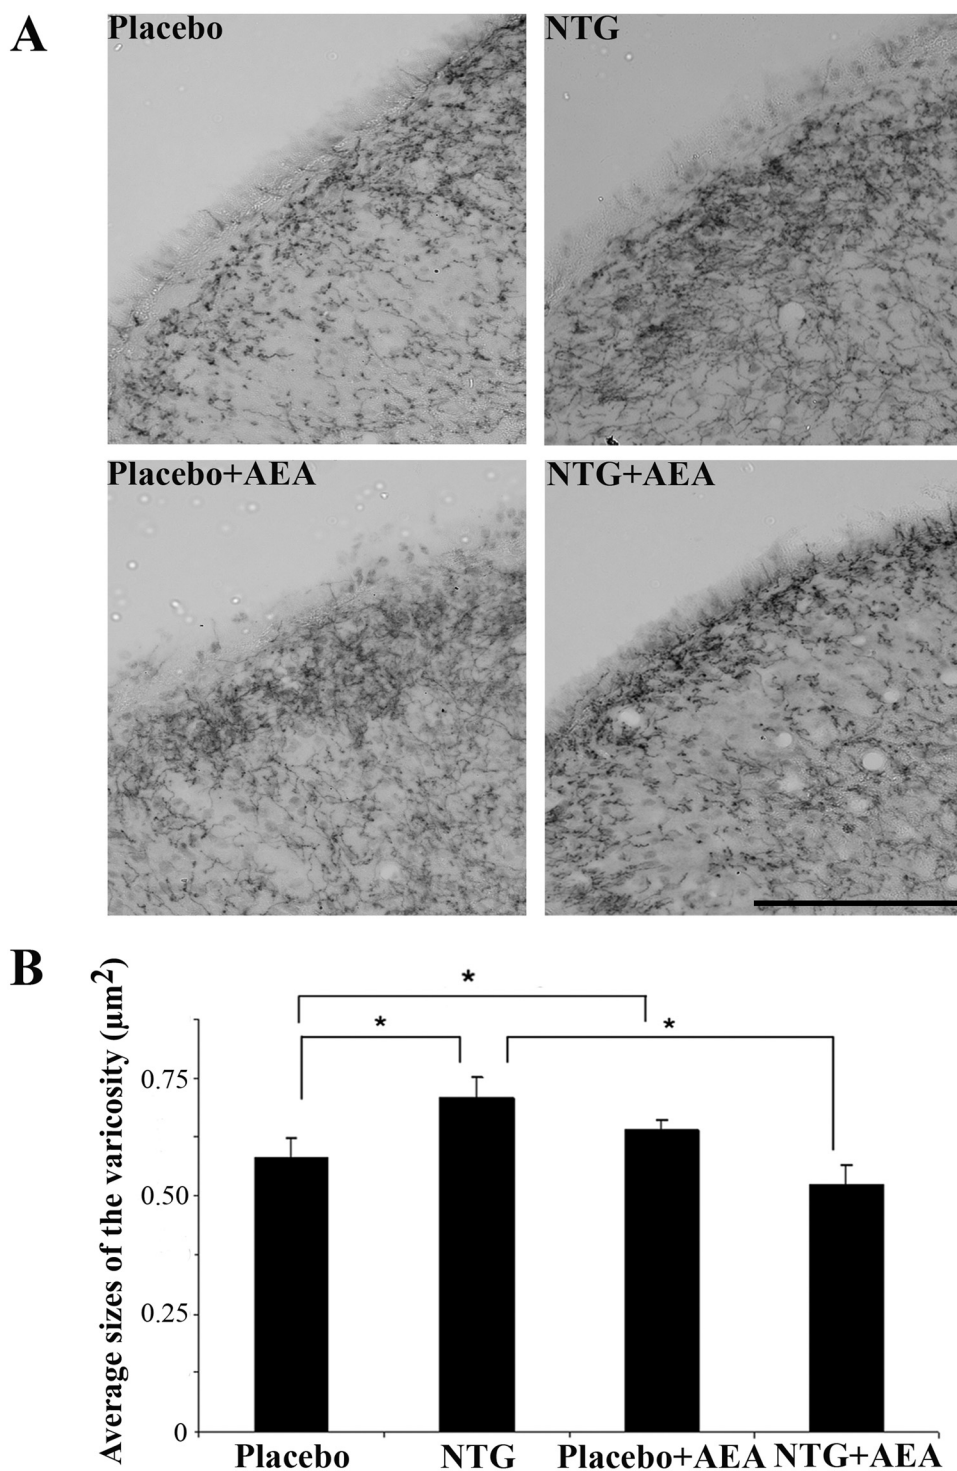 A
Placebo
NTG
Placebo+AEA
NTG+AEA
B
Average sizes of the varicosity (µm²)
*
*
*
0.75
0.50
0.25
0
Placebo
NTG
Placebo+AEA
NTG+AEA